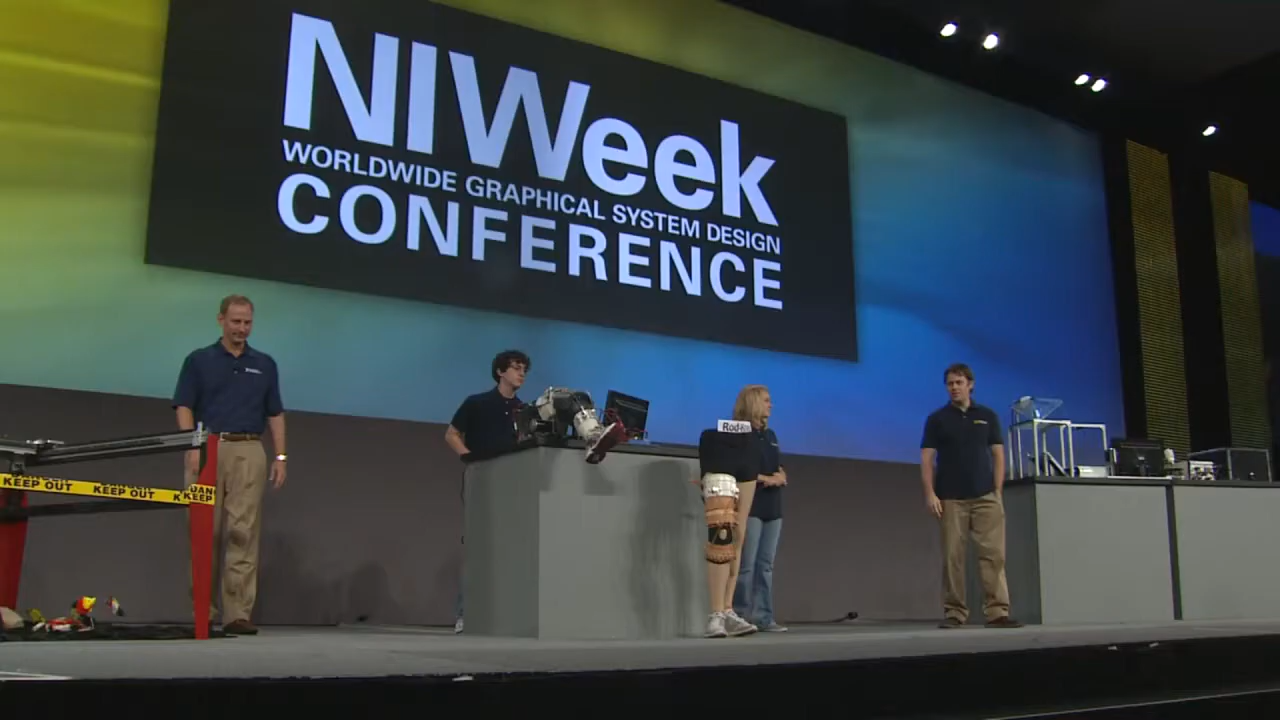 NIWeek
WORLDWIDE GRAPHICAL SYSTEM DESIGN
CONFERENCE
KEEP OUT KEEP OUT
KEEP